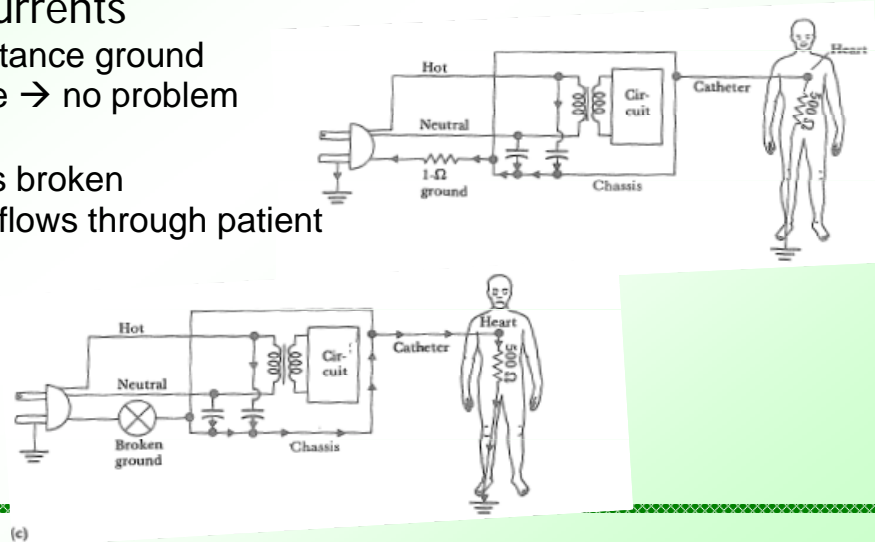 urrents
tance ground
e → no problem
s broken
flows through patient
Hot
Neutral
1-Ω
ground
Cir-
cuit
Chassis
Catheter
Heart
500 Ω
Hot
Neutral
Broken
ground
Cir-
cuit
Chassis
Catheter
Heart
500 Ω
(c)